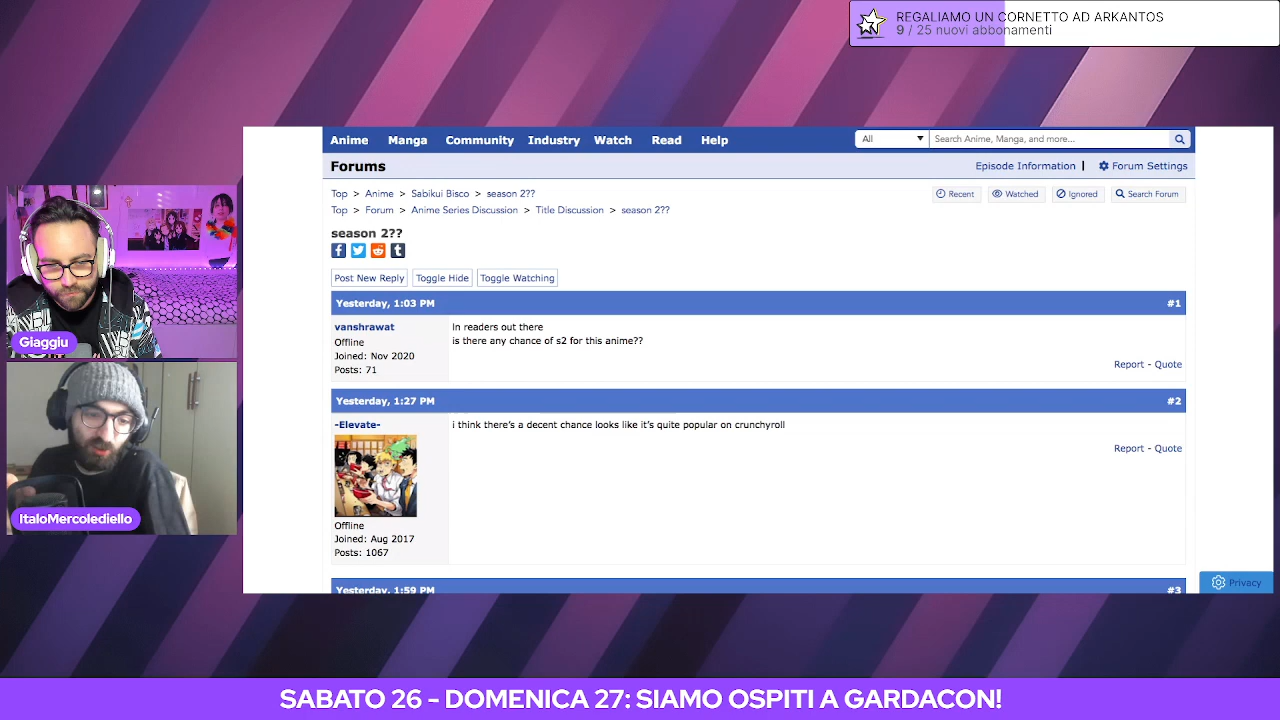 REGALIAMO UN CORNETTO AD ARKANTOS
9 / 25 nuovi abbonamenti
Anime Manga Community Industry Watch Read Help All Search Anime, Manga, and more...
Forums Episode Information | Forum Settings
Top > Anime > Sabikui Bisco > season 2?? Recent Watched Ignored Search Forum
Top > Forum > Anime Series Discussion > Title Discussion > season 2??
season 2??
Post New Reply Toggle Hide Toggle Watching
Yesterday, 1:03 PM #1
vanshrawat
Offline
Joined: Nov 2020
Posts: 71
ln readers out there
is there any chance of s2 for this anime??
Report - Quote
Yesterday, 1:27 PM #2
-Elevate-
i think there's a decent chance looks like it's quite popular on crunchyroll
Report - Quote
Offline
Joined: Aug 2017
Posts: 1067
Yesterday, 1:59 PM #3
Privacy
Giaggiu
ItaloMercolediello
SABATO 26 - DOMENICA 27: SIAMO OSPITI A GARDACON!